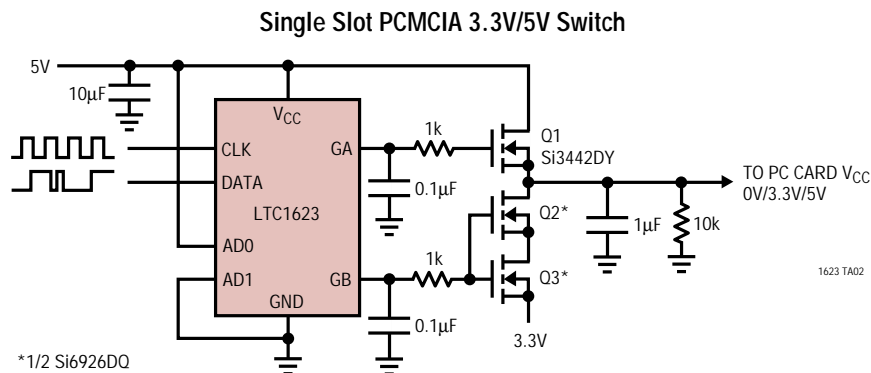 Single Slot PCMCIA 3.3V/5V Switch
5V
10µF
VCC
CLK
DATA
LTC1623
AD0
AD1
GND
GA
GB
1k
0.1µF
1k
0.1µF
Q1
Si3442DY
Q2*
Q3*
3.3V
TO PC CARD VCC
0V/3.3V/5V
1µF
10k
1623 TA02
*1/2 Si6926DQ